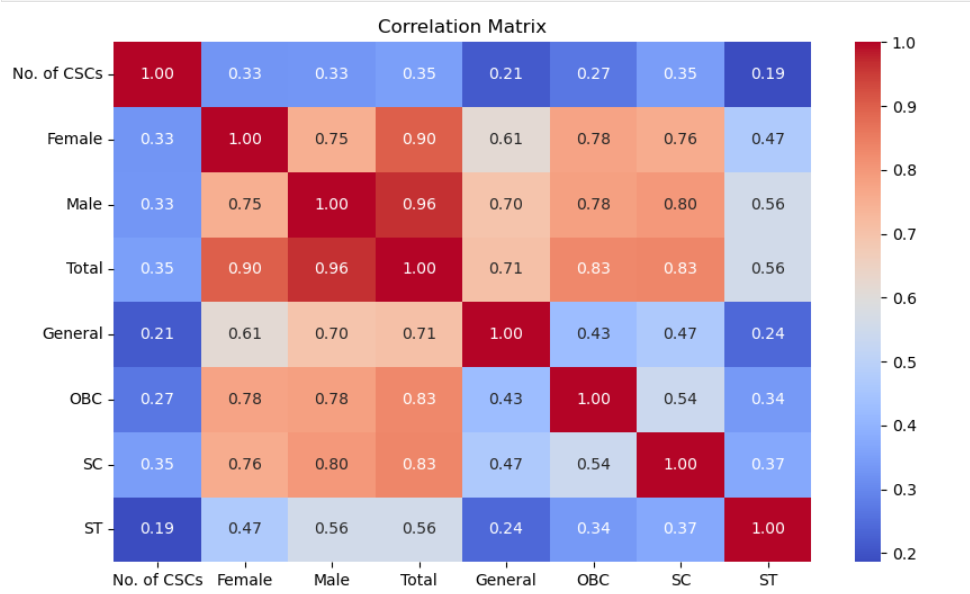 Correlation Matrix
No. of CSCs 1.00 0.33 0.33 0.35 0.21 0.27 0.35 0.19
Female 0.33 1.00 0.75 0.90 0.61 0.78 0.76 0.47
Male 0.33 0.75 1.00 0.96 0.70 0.78 0.80 0.56
Total 0.35 0.90 0.96 1.00 0.71 0.83 0.83 0.56
General 0.21 0.61 0.70 0.71 1.00 0.43 0.47 0.24
OBC 0.27 0.78 0.78 0.83 0.43 1.00 0.54 0.34
SC 0.35 0.76 0.80 0.83 0.47 0.54 1.00 0.37
ST 0.19 0.47 0.56 0.56 0.24 0.34 0.37 1.00
No. of CSCs Female Male Total General OBC SC ST
1.0
0.9
0.8
0.7
0.6
0.5
0.4
0.3
0.2